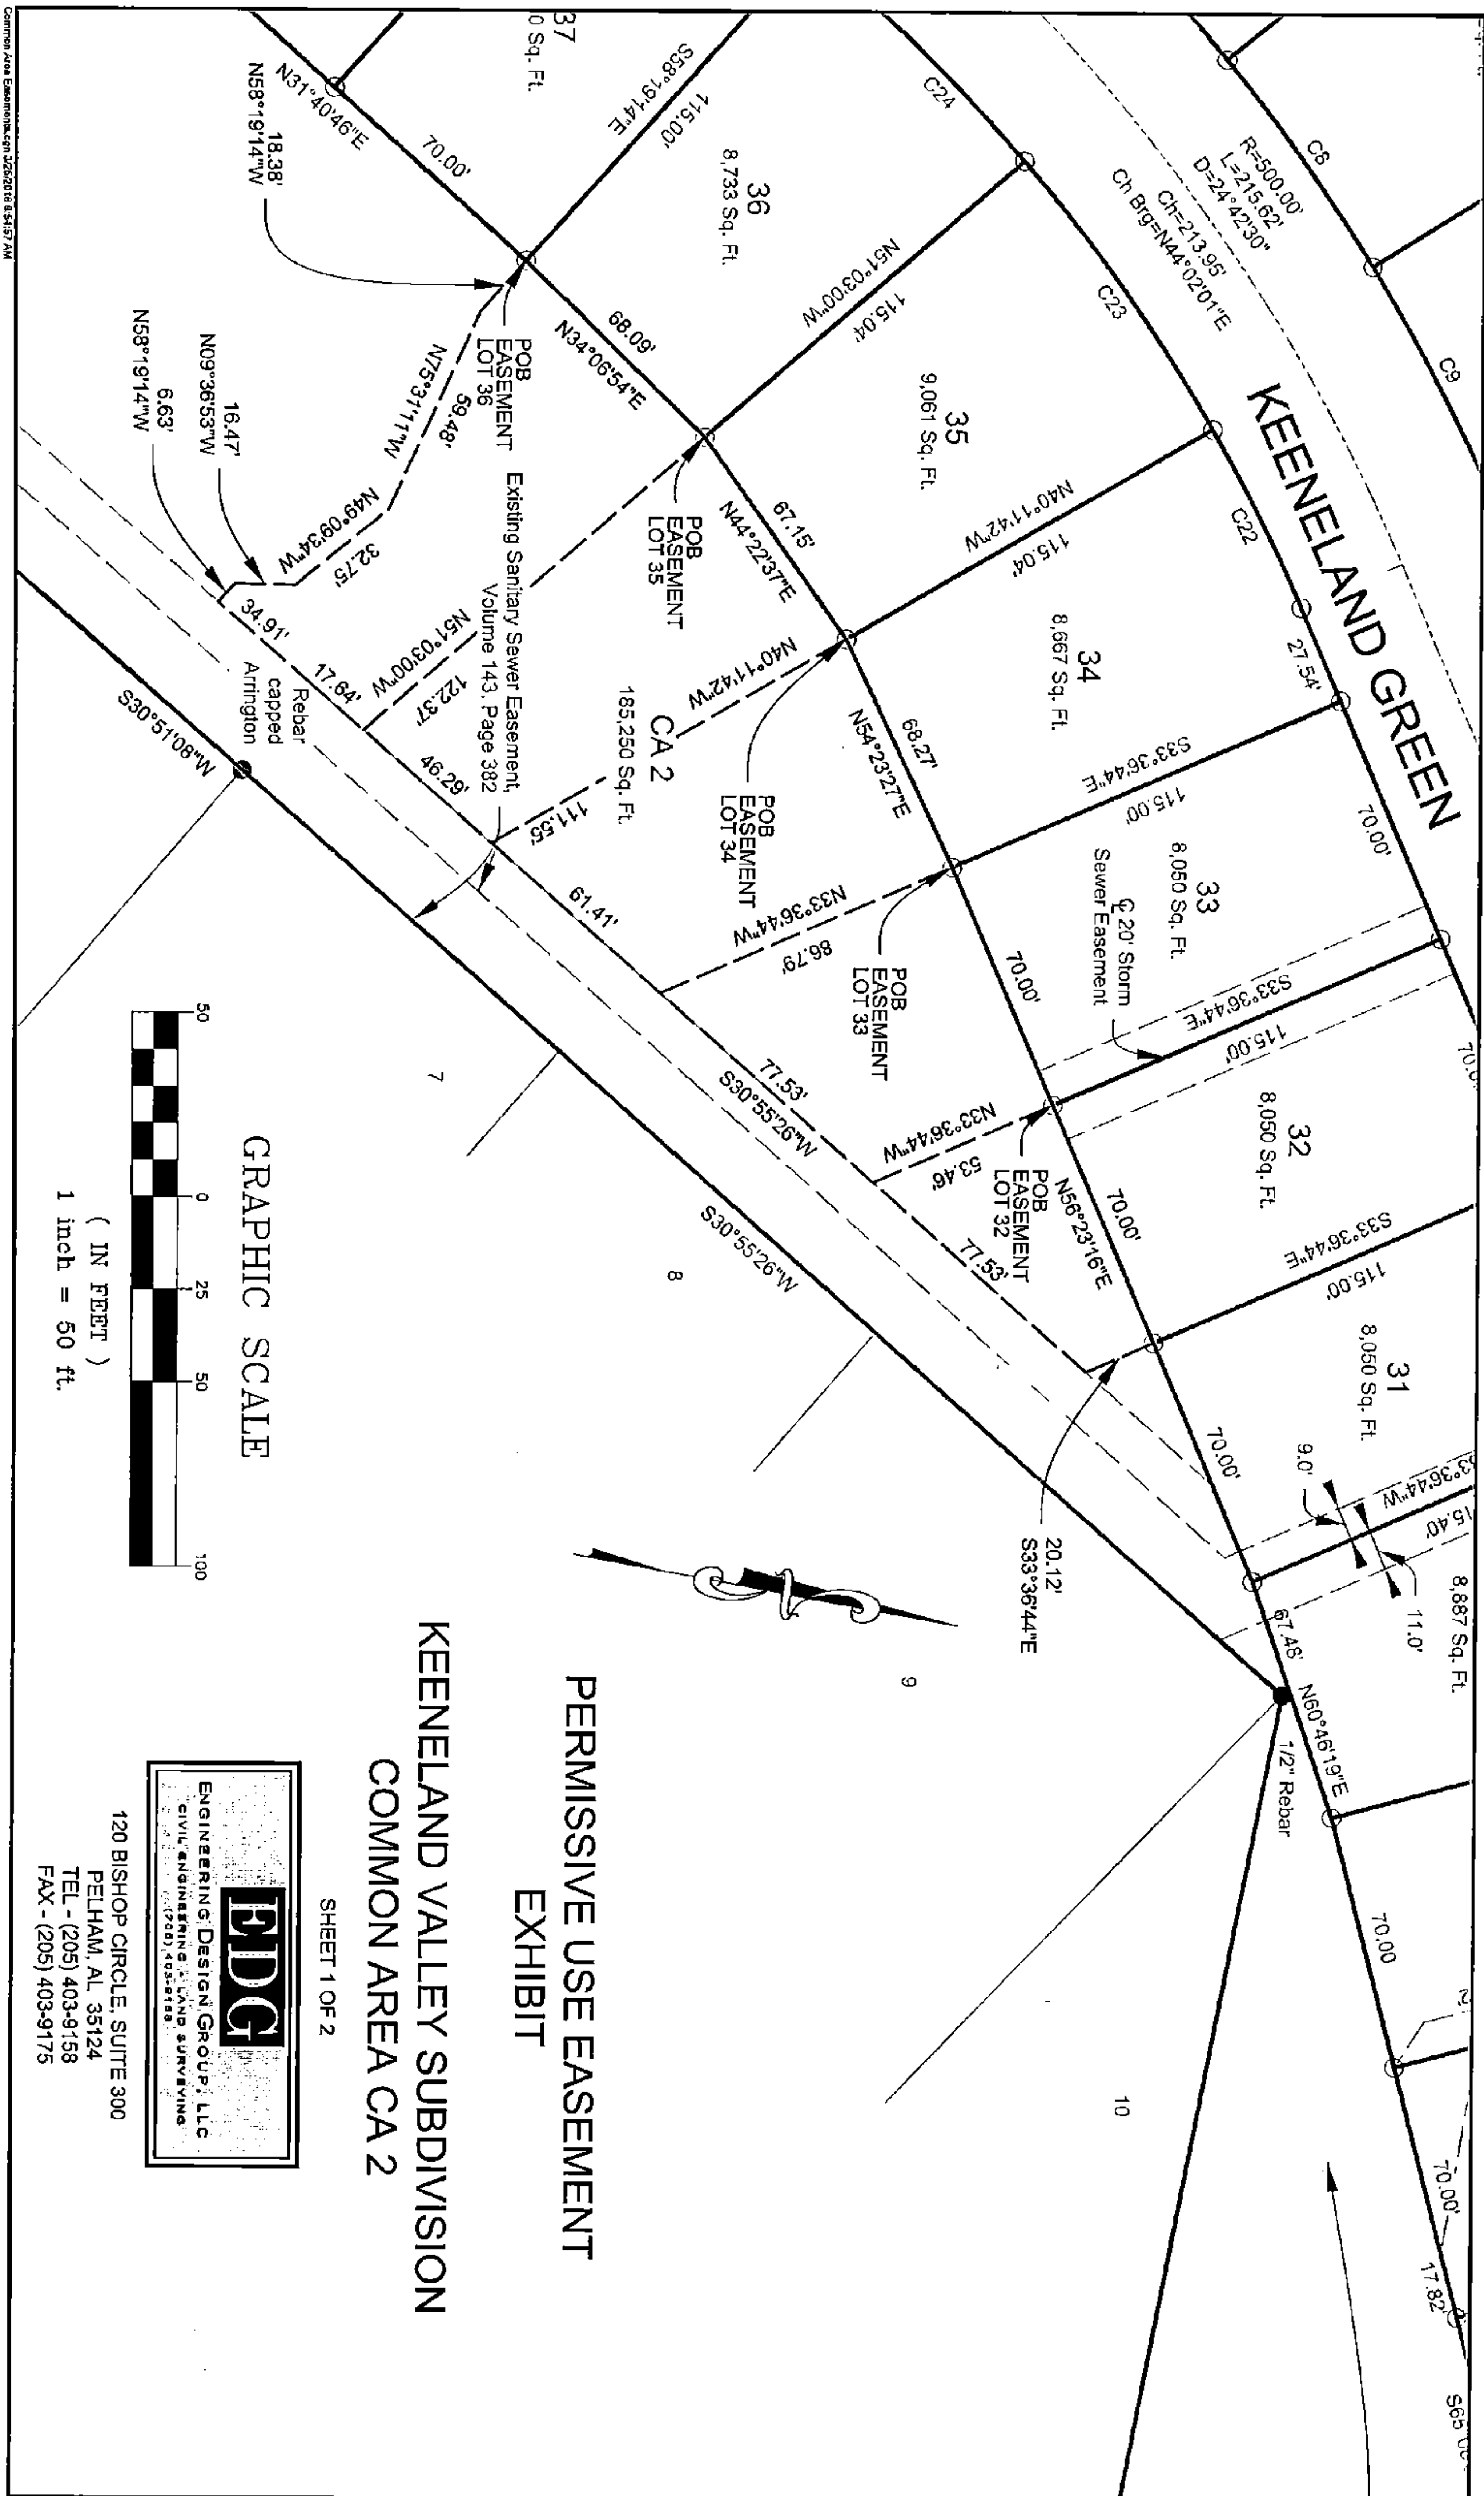 C8
C9
R=500.00'
L=215.62'
D=24°42'30"
Ch=213.95'
Ch Brg=N44°02'01"E
KEENELAND GREEN
C24
C23
C22
27.54'
70.00'
37
0 Sq. Ft.
S58°19'14"E
115.00'
36
8,733 Sq. Ft.
N51°03'00"W
115.04'
35
9,061 Sq. Ft.
N40°11'42"W
115.04'
34
8,667 Sq. Ft.
S33°36'44"E
115.00'
33
8,050 Sq. Ft.
℄ 20' Storm
Sewer Easement
S33°36'44"E
115.00'
32
8,050 Sq. Ft.
S33°36'44"E
115.00'
31
8,050 Sq. Ft.
9.0'
11.0'
8,887 Sq. Ft.
N31°40'46"E
70.00'
68.09'
N34°06'54"E
67.15'
N44°22'37"E
68.27'
N54°23'27"E
70.00'
70.00'
N56°23'16"E
70.00'
67.48'
N60°46'19"E
1/2" Rebar
70.00
70.00'
17.82'
18.38'
N58°19'14"W
POB
EASEMENT
LOT 36
N75°31'11"W
59.48'
N49°09'34"W
32.75'
16.47'
N09°36'53"W
6.63'
N58°19'14"W
POB
EASEMENT
LOT 35
Existing Sanitary Sewer Easement,
Volume 143, Page 382
N51°03'00"W
122.37'
N40°11'42"W
111.55
CA 2
185,250 Sq. Ft.
POB
EASEMENT
LOT 34
N33°36'44"W
86.79'
POB
EASEMENT
LOT 33
N33°36'44"W
53.46'
POB
EASEMENT
LOT 32
20.12'
S33°36'44"E
34.91'
17.64'
46.29'
61.41'
77.53'
S30°55'26"W
77.53'
Rebar
capped
Arrington
S30°51'08"W
S30°55'26"W
7
8
9
10
GRAPHIC SCALE
50 0 25 50 100
( IN FEET )
1 inch = 50 ft.
PERMISSIVE USE EASEMENT
EXHIBIT
KEENELAND VALLEY SUBDIVISION
COMMON AREA CA 2
SHEET 1 OF 2
EDG
ENGINEERING DESIGN GROUP, LLC
CIVIL ENGINEERING - LAND SURVEYING
(205) 403-9158
120 BISHOP CIRCLE, SUITE 300
PELHAM, AL 35124
TEL - (205) 403-9158
FAX - (205) 403-9175